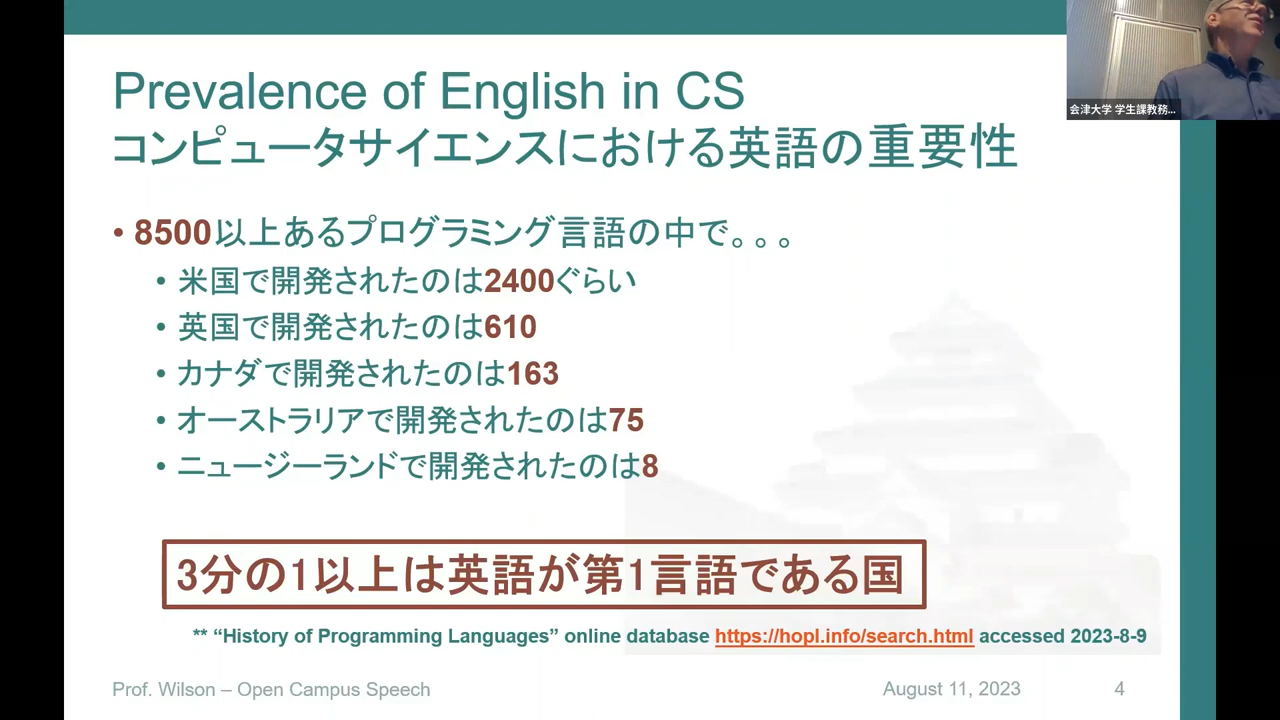 Prevalence of English in CS
コンピュータサイエンスにおける英語の重要性
会津大学 学生課教務...
• 8500以上あるプログラミング言語の中で。。。
• 米国で開発されたのは2400ぐらい
• 英国で開発されたのは610
• カナダで開発されたのは163
• オーストラリアで開発されたのは75
• ニュージーランドで開発されたのは8
3分の1以上は英語が第1言語である国
** “History of Programming Languages” online database https://hopl.info/search.html accessed 2023-8-9
Prof. Wilson – Open Campus Speech August 11, 2023 4